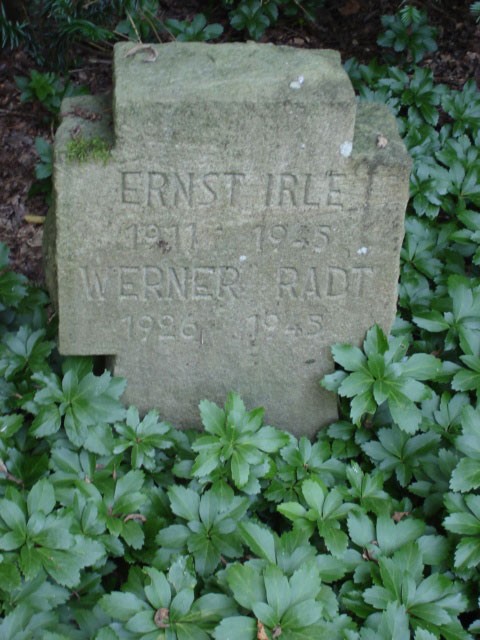 ERNST IRLE
1911 1945
WERNER RADT
1926 1945